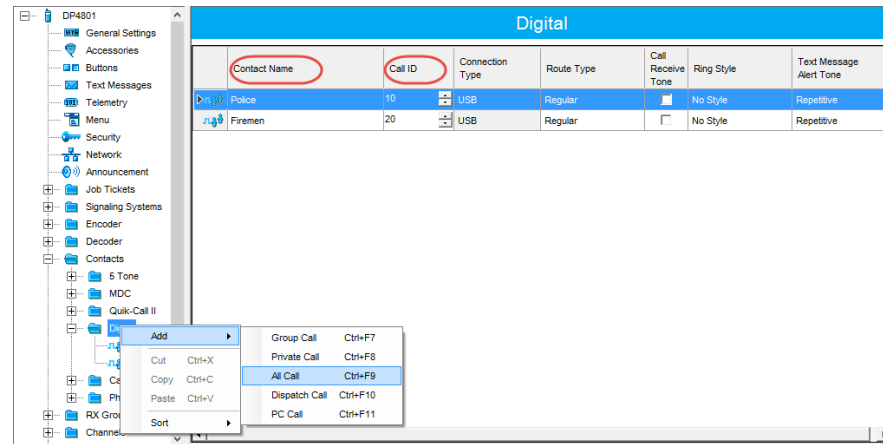 DP4801
General Settings
Accessories
Buttons
Text Messages
Telemetry
Menu
Security
Network
Announcement
Job Tickets
Signaling Systems
Encoder
Decoder
Contacts
5 Tone
MDC
Quik-Call II
RX
Channels
Add
Cut Ctrl+X
Copy Ctrl+C
Paste Ctrl+V
Sort
Group Call Ctrl+F7
Private Call Ctrl+F8
All Call Ctrl+F9
Dispatch Call Ctrl+F10
PC Call Ctrl+F11
Digital
Contact Name Call ID Connection Type Route Type Call Receive Tone Ring Style Text Message Alert Tone
Police 10 USB Regular No Style Repetitive
Firemen 20 USB Regular No Style Repetitive